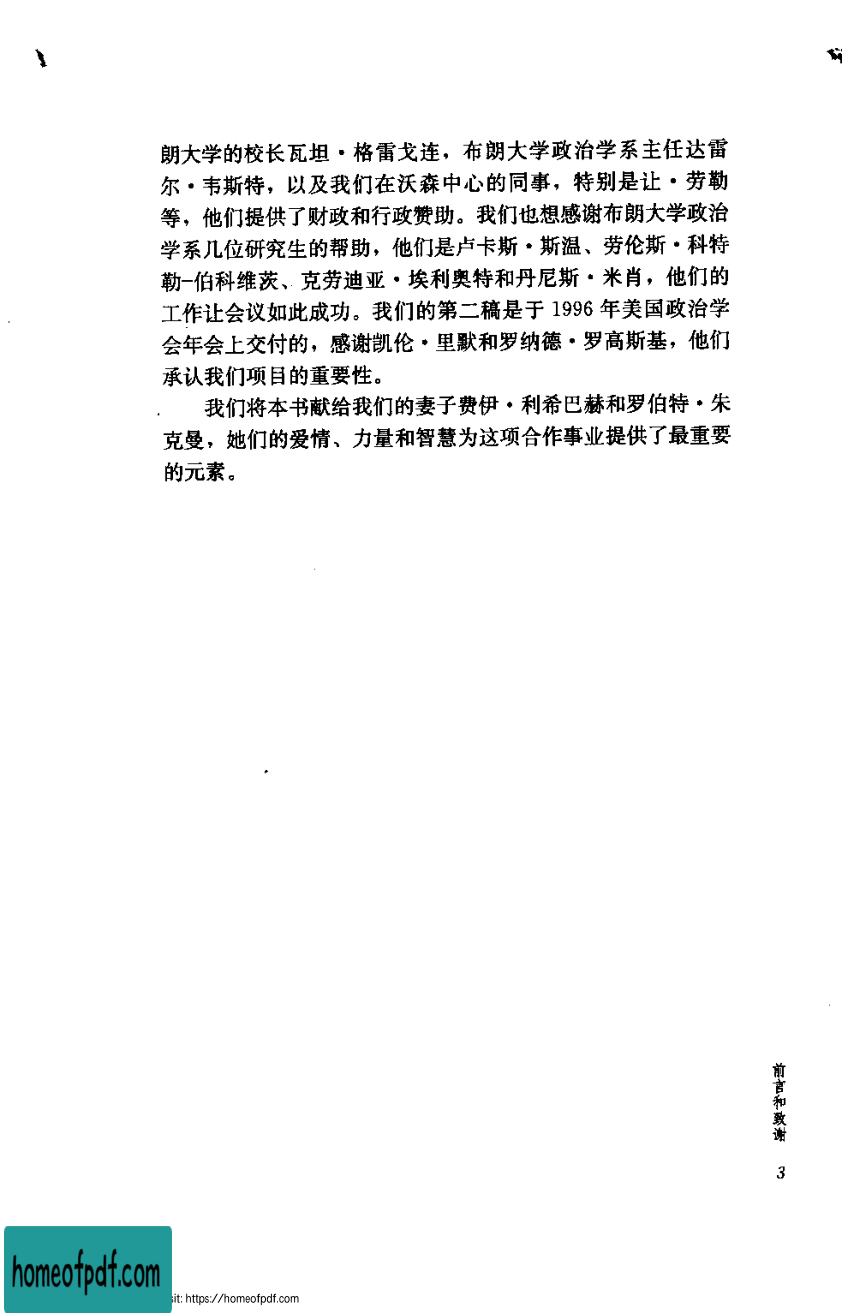 朗大学的校长瓦坦·格雷戈连，布朗大学政治学系主任达雷
尔·韦斯特，以及我们在沃森中心的同事，特别是让·劳勒
等，他们提供了财政和行政赞助。我们也想感谢布朗大学政治
学系几位研究生的帮助，他们是卢卡斯·斯温、劳伦斯·科特
勒-伯科维茨、克劳迪亚·埃利奥特和丹尼斯·米肖，他们的
工作让会议如此成功。我们的第二稿是于 1996 年美国政治学
会年会上交付的，感谢凯伦·里默和罗纳德·罗高斯基，他们
承认我们项目的重要性。
我们将本书献给我们的妻子费伊·利希巴赫和罗伯特·朱
克曼，她们的爱情、力量和智慧为这项合作事业提供了最重要
的元素。
前言和致谢
3
homeofpdf.com
it: https://homeofpdf.com